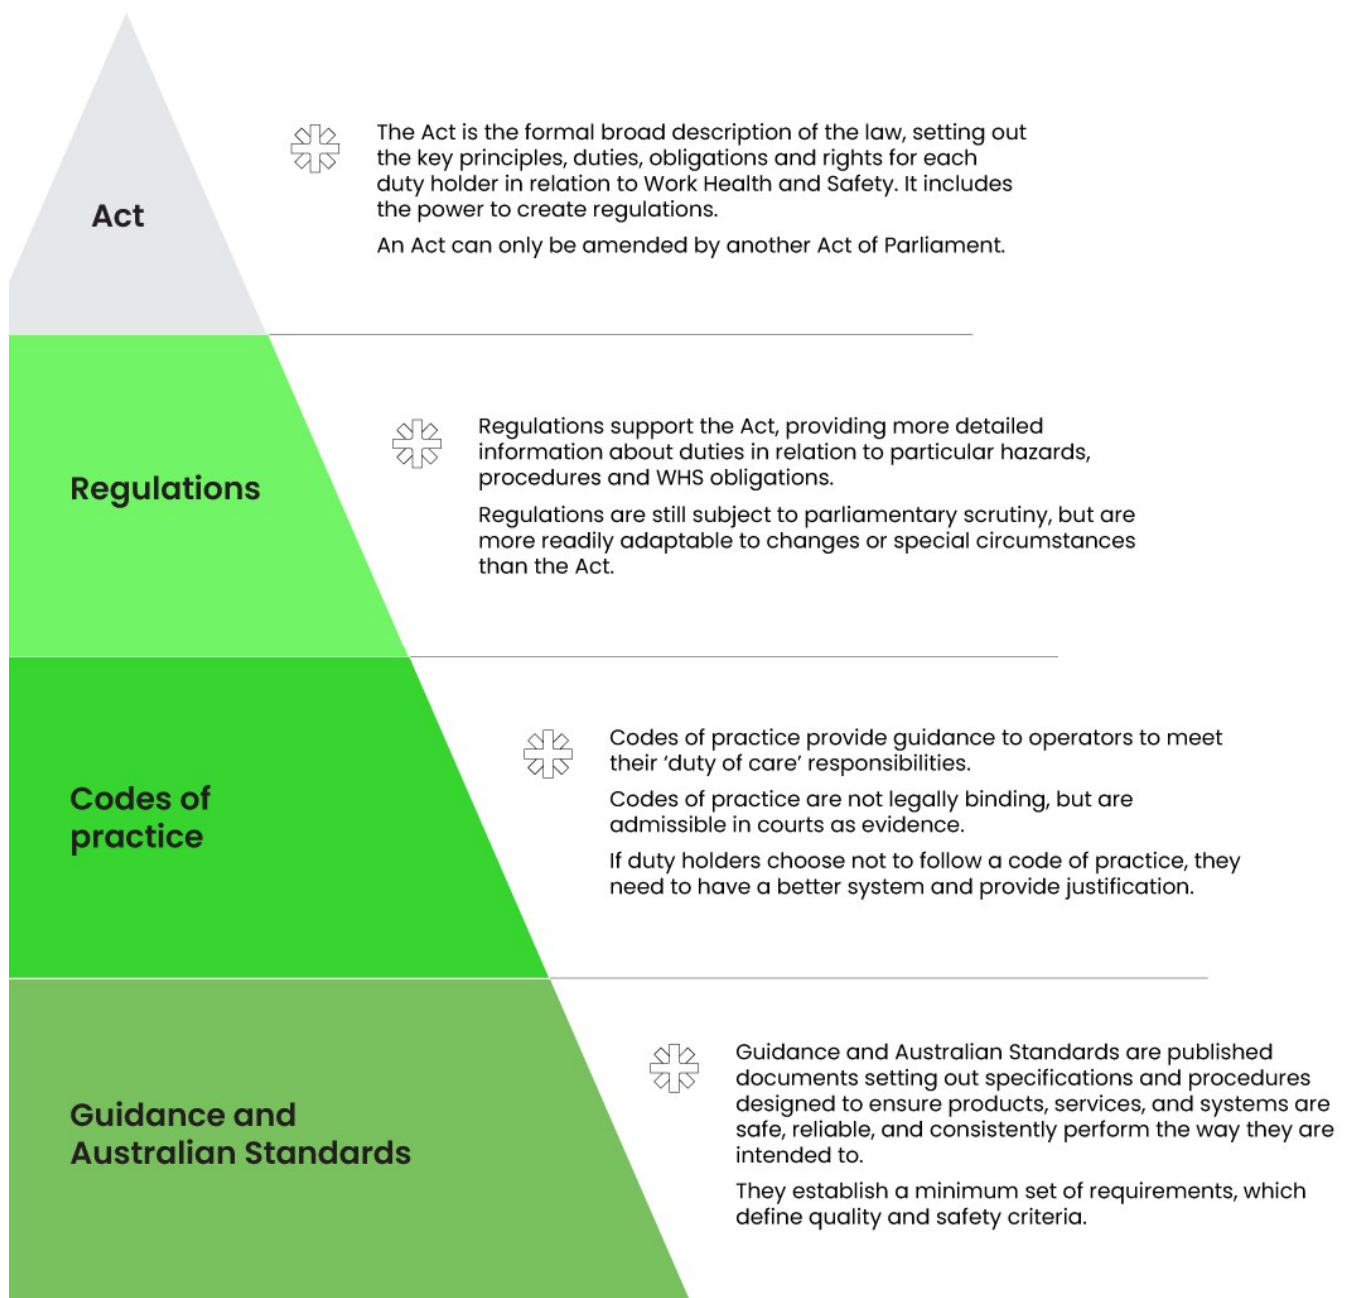 Act
The Act is the formal broad description of the law, setting out
the key principles, duties, obligations and rights for each
duty holder in relation to Work Health and Safety. It includes
the power to create regulations.
An Act can only be amended by another Act of Parliament.
Regulations
Regulations support the Act, providing more detailed
information about duties in relation to particular hazards,
procedures and WHS obligations.
Regulations are still subject to parliamentary scrutiny, but are
more readily adaptable to changes or special circumstances
than the Act.
Codes of
practice
Codes of practice provide guidance to operators to meet
their ‘duty of care’ responsibilities.
Codes of practice are not legally binding, but are
admissible in courts as evidence.
If duty holders choose not to follow a code of practice, they
need to have a better system and provide justification.
Guidance and
Australian Standards
Guidance and Australian Standards are published
documents setting out specifications and procedures
designed to ensure products, services, and systems are
safe, reliable, and consistently perform the way they are
intended to.
They establish a minimum set of requirements, which
define quality and safety criteria.